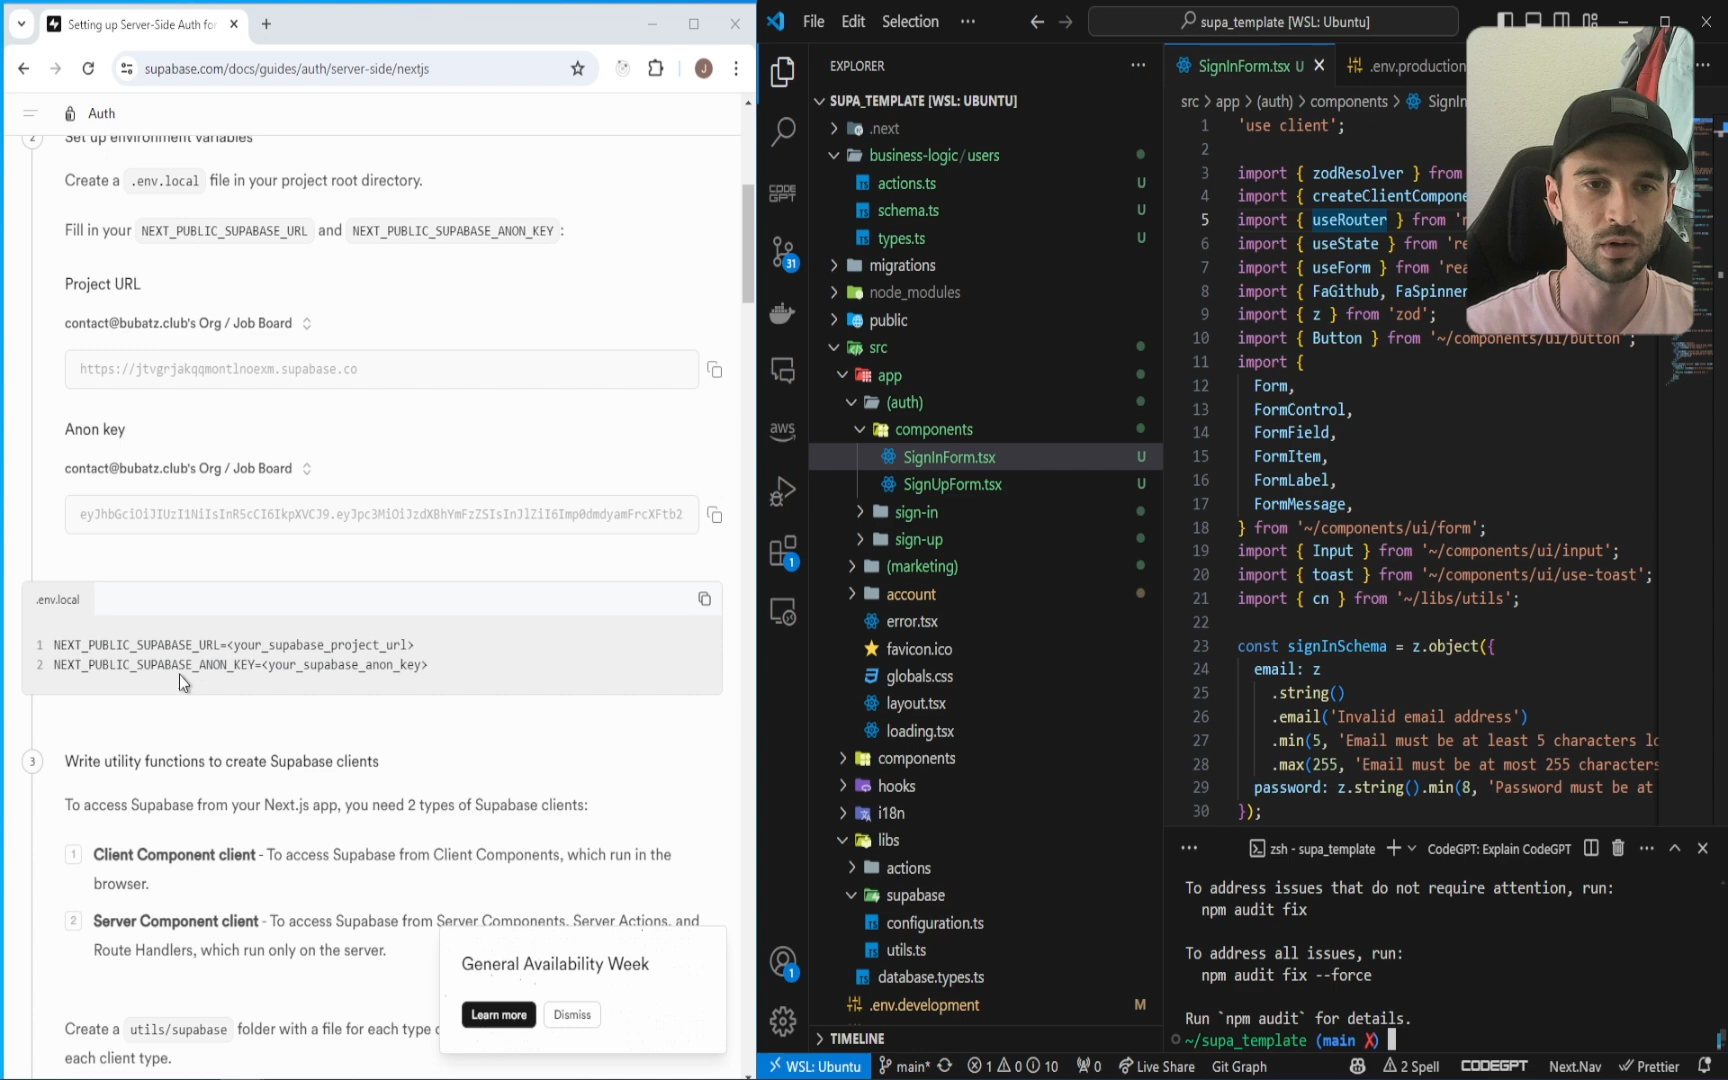 Setting up Server-Side Auth for
supabase.com/docs/guides/auth/server-side/nextjs
J
Auth
2
Set up environment variables
Create a .env.local file in your project root directory.
Fill in your NEXT_PUBLIC_SUPABASE_URL and NEXT_PUBLIC_SUPABASE_ANON_KEY :
Project URL
contact@bubatz.club's Org / Job Board
https://jtvgrjakqqmontlnoexm.supabase.co
Anon key
contact@bubatz.club's Org / Job Board
eyJhbGciOiJIUzI1NiIsInR5cCI6IkpXVCJ9.eyJpc3MiOiJzdXBhYmFzZSIsInJlZiI6Imp0dmdyamFrcXFtb2
.env.local
1 NEXT_PUBLIC_SUPABASE_URL=<your_supabase_project_url>
2 NEXT_PUBLIC_SUPABASE_ANON_KEY=<your_supabase_anon_key>
3
Write utility functions to create Supabase clients
To access Supabase from your Next.js app, you need 2 types of Supabase clients:
1 Client Component client - To access Supabase from Client Components, which run in the
browser.
2 Server Component client - To access Supabase from Server Components, Server Actions, and
Route Handlers, which run only on the server.
General Availability Week
Learn more
Dismiss
Create a utils/supabase folder with a file for each type
each client type.
File Edit Selection ···
supa_template [WSL: Ubuntu]
EXPLORER
SUPA_TEMPLATE [WSL: UBUNTU]
.next
business-logic/users
actions.ts U
schema.ts U
types.ts U
migrations
node_modules
public
src
app
(auth)
components
SignInForm.tsx U
SignUpForm.tsx U
sign-in
sign-up
(marketing)
account
error.tsx
favicon.ico
globals.css
layout.tsx
loading.tsx
components
hooks
i18n
libs
actions
supabase
configuration.ts
utils.ts
database.types.ts
.env.development M
TIMELINE
CODE
GPT
31
aws
1
1
SignInForm.tsx U
.env.production
src > app > (auth) > components > SignIn
1 'use client';
2
3 import { zodResolver } from
4 import { createClientCompone
5 import { useRouter } from
6 import { useState } from 're
7 import { useForm } from 'rea
8 import { FaGithub, FaSpinner
9 import { z } from 'zod';
10 import { Button } from '~/components/ui/button';
11 import {
12 Form,
13 FormControl,
14 FormField,
15 FormItem,
16 FormLabel,
17 FormMessage,
18 } from '~/components/ui/form';
19 import { Input } from '~/components/ui/input';
20 import { toast } from '~/components/ui/use-toast';
21 import { cn } from '~/libs/utils';
22
23 const signInSchema = z.object({
24 email: z
25 .string()
26 .email('Invalid email address')
27 .min(5, 'Email must be at least 5 characters lo
28 .max(255, 'Email must be at most 255 characters
29 password: z.string().min(8, 'Password must be at
30 });
zsh - supa_template
CodeGPT: Explain CodeGPT
To address issues that do not require attention, run:
npm audit fix
To address all issues, run:
npm audit fix --force
Run `npm audit` for details.
~/supa_template (main ✗)
WSL: Ubuntu
main*
1 0 10
0
Live Share
Git Graph
2 Spell
CODEGPT
Next.Nav
Prettier